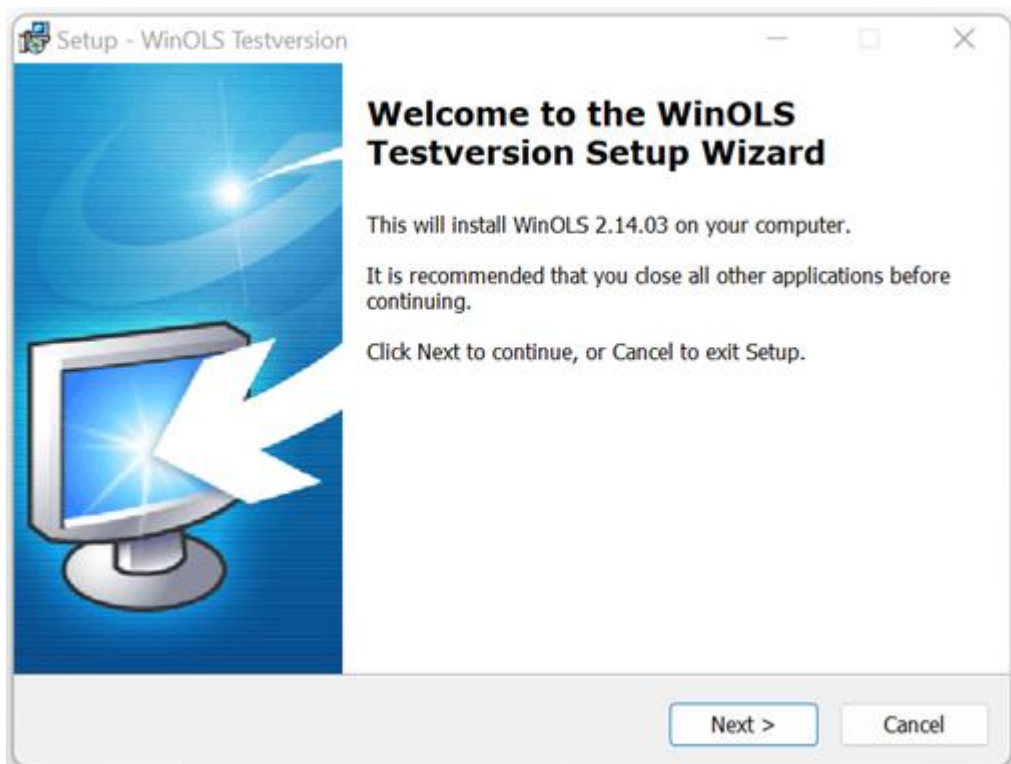 Setup - WinOLS Testversion
Welcome to the WinOLS
Testversion Setup Wizard
This will install WinOLS 2.14.03 on your computer.
It is recommended that you close all other applications before
continuing.
Click Next to continue, or Cancel to exit Setup.
Next >
Cancel